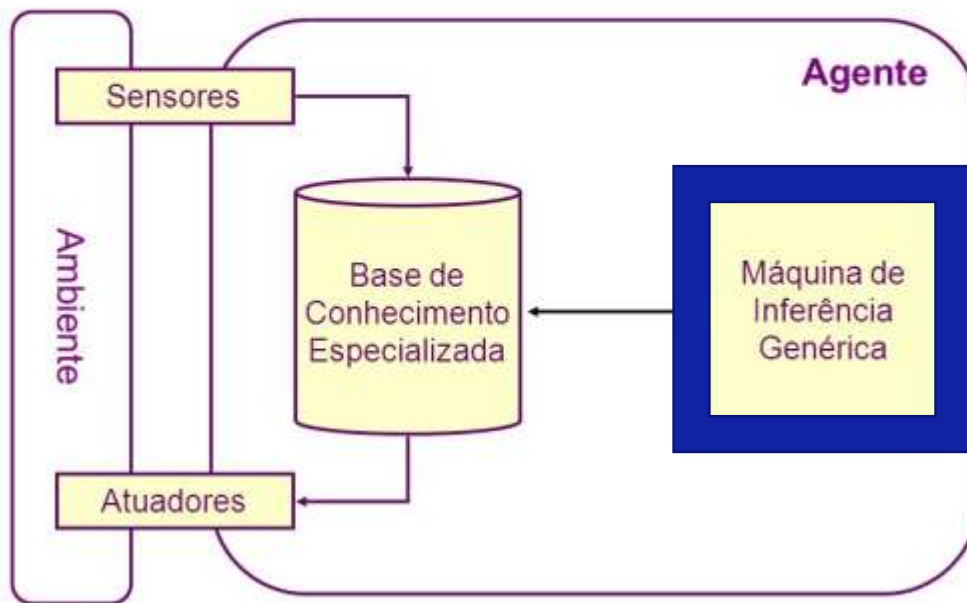 Agente
Sensores
Ambiente
Base de
Conhecimento
Especializada
Máquina de
Inferência
Genérica
Atuadores